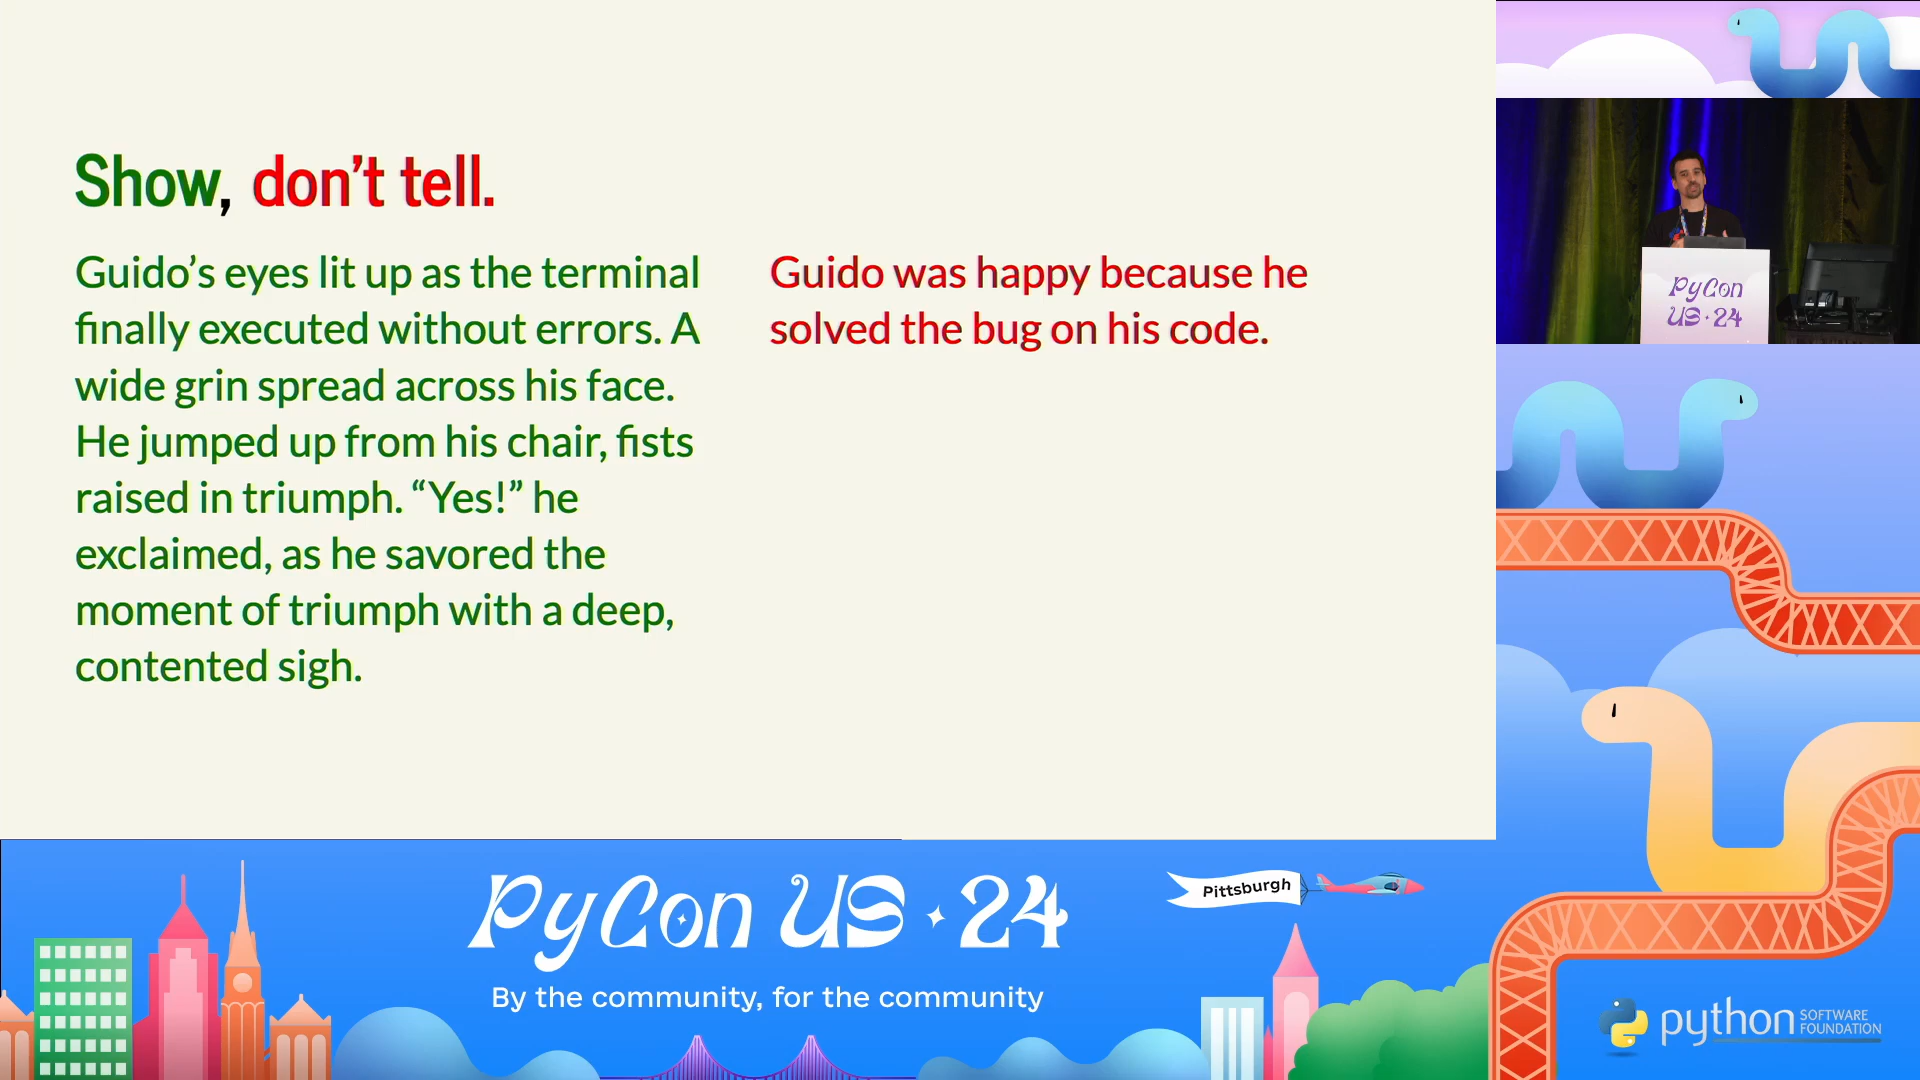 Show, don’t tell.
Guido’s eyes lit up as the terminal
finally executed without errors. A
wide grin spread across his face.
He jumped up from his chair, fists
raised in triumph. “Yes!” he
exclaimed, as he savored the
moment of triumph with a deep,
contented sigh.
Guido was happy because he
solved the bug on his code.
PyCon
US · 24
PyCon US · 24
By the community, for the community
Pittsburgh
python
SOFTWARE
FOUNDATION